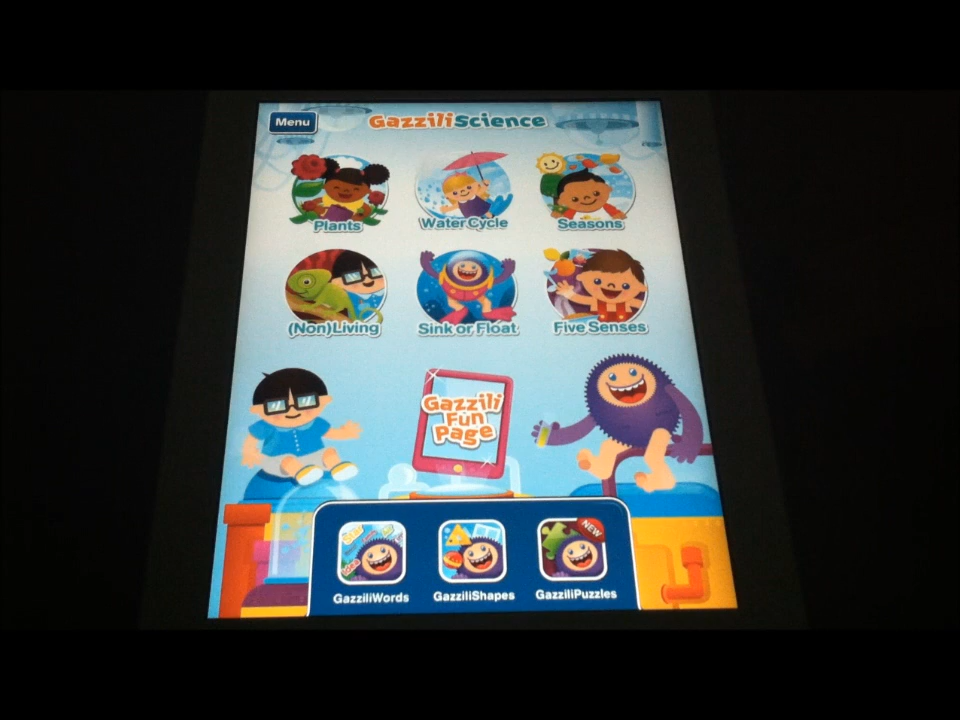 Menu
GazziliScience
Plants
Water Cycle
Seasons
(Non)Living
Sink or Float
Five Senses
Gazzili
Fun
Page
NEW
GazziliWords
GazziliShapes
GazziliPuzzles